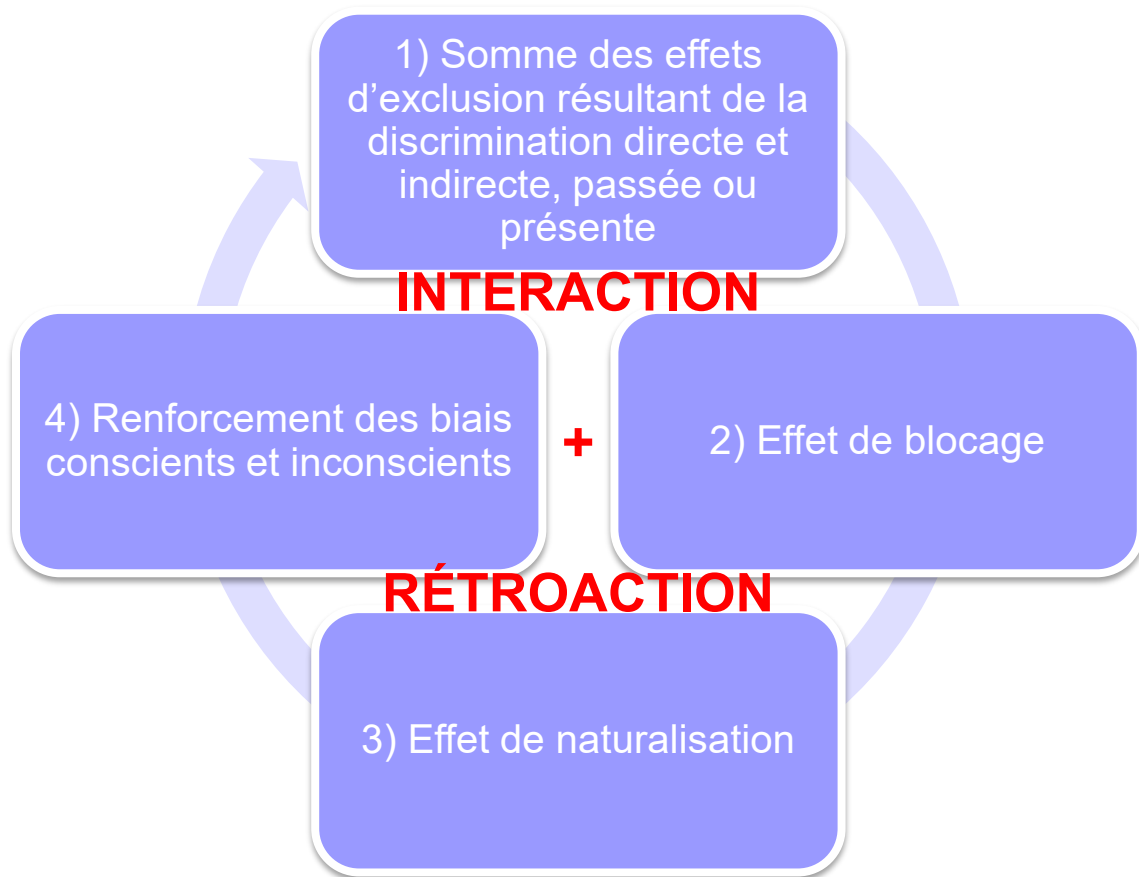 1) Somme des effets
d’exclusion résultant de la
discrimination directe et
indirecte, passée ou
présente
INTERACTION
4) Renforcement des biais
conscients et inconscients
+
2) Effet de blocage
RÉTROACTION
3) Effet de naturalisation